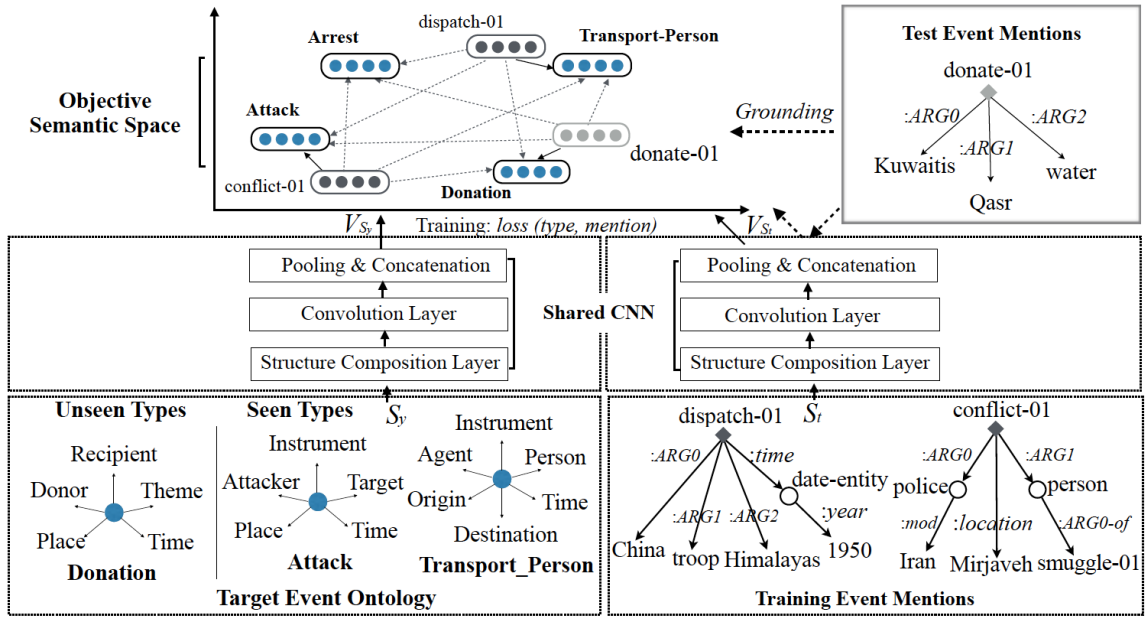 dispatch-01
Arrest
Transport-Person
Objective
Semantic Space
Attack
donate-01
conflict-01
Donation
Grounding
Test Event Mentions
donate-01
:ARG0
:ARG2
:ARG1
Kuwaitis
water
Qasr
V_{S_y}
Training: loss (type, mention)
V_{S_t}
Pooling & Concatenation
Convolution Layer
Structure Composition Layer
Shared CNN
Pooling & Concatenation
Convolution Layer
Structure Composition Layer
Unseen Types
Seen Types
S_y
Recipient
Donor
Theme
Place
Time
Donation
Instrument
Attacker
Target
Place
Time
Attack
Instrument
Agent
Person
Origin
Time
Destination
Transport_Person
Target Event Ontology
S_t
dispatch-01
:ARG0
:time
date-entity
:ARG1
:ARG2
:year
China
troop
Himalayas
1950
conflict-01
:ARG0
:ARG1
police
person
:mod
:location
:ARG0-of
Iran
Mirjaveh
smuggle-01
Training Event Mentions